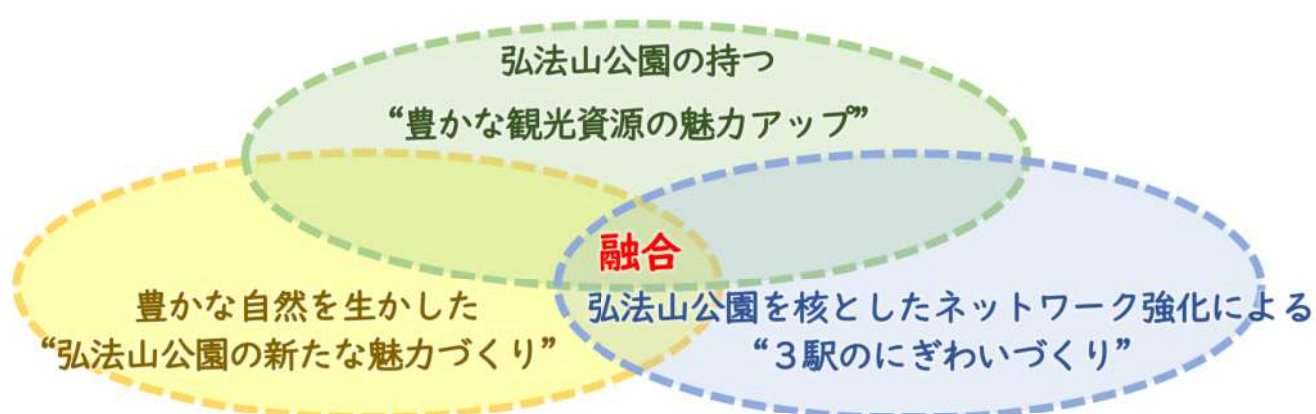 弘法山公園の持つ
“豊かな観光資源の魅力アップ”
融合
豊かな自然を生かした
“弘法山公園の新たな魅力づくり”
弘法山公園を核としたネットワーク強化による
“３駅のにぎわいづくり”